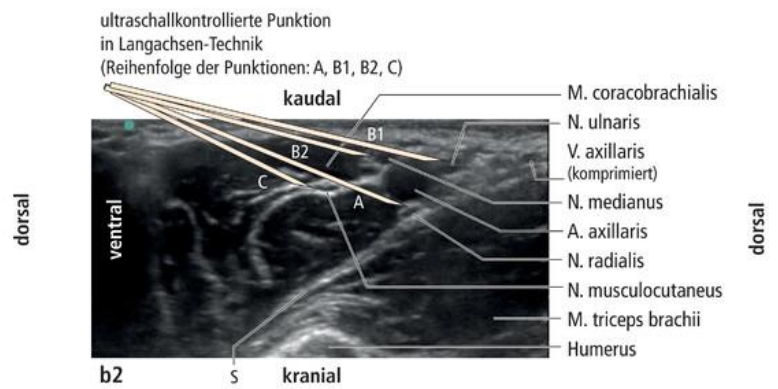 ultraschallkontrollierte Punktion
in Langachsen-Technik
(Reihenfolge der Punktionen: A, B1, B2, C)
kaudal
M. coracobrachialis
N. ulnaris
V. axillaris
(komprimiert)
N. medianus
A. axillaris
N. radialis
N. musculocutaneus
M. triceps brachii
Humerus
B1
B2
C
A
dorsal
ventral
dorsal
b2
S
kranial